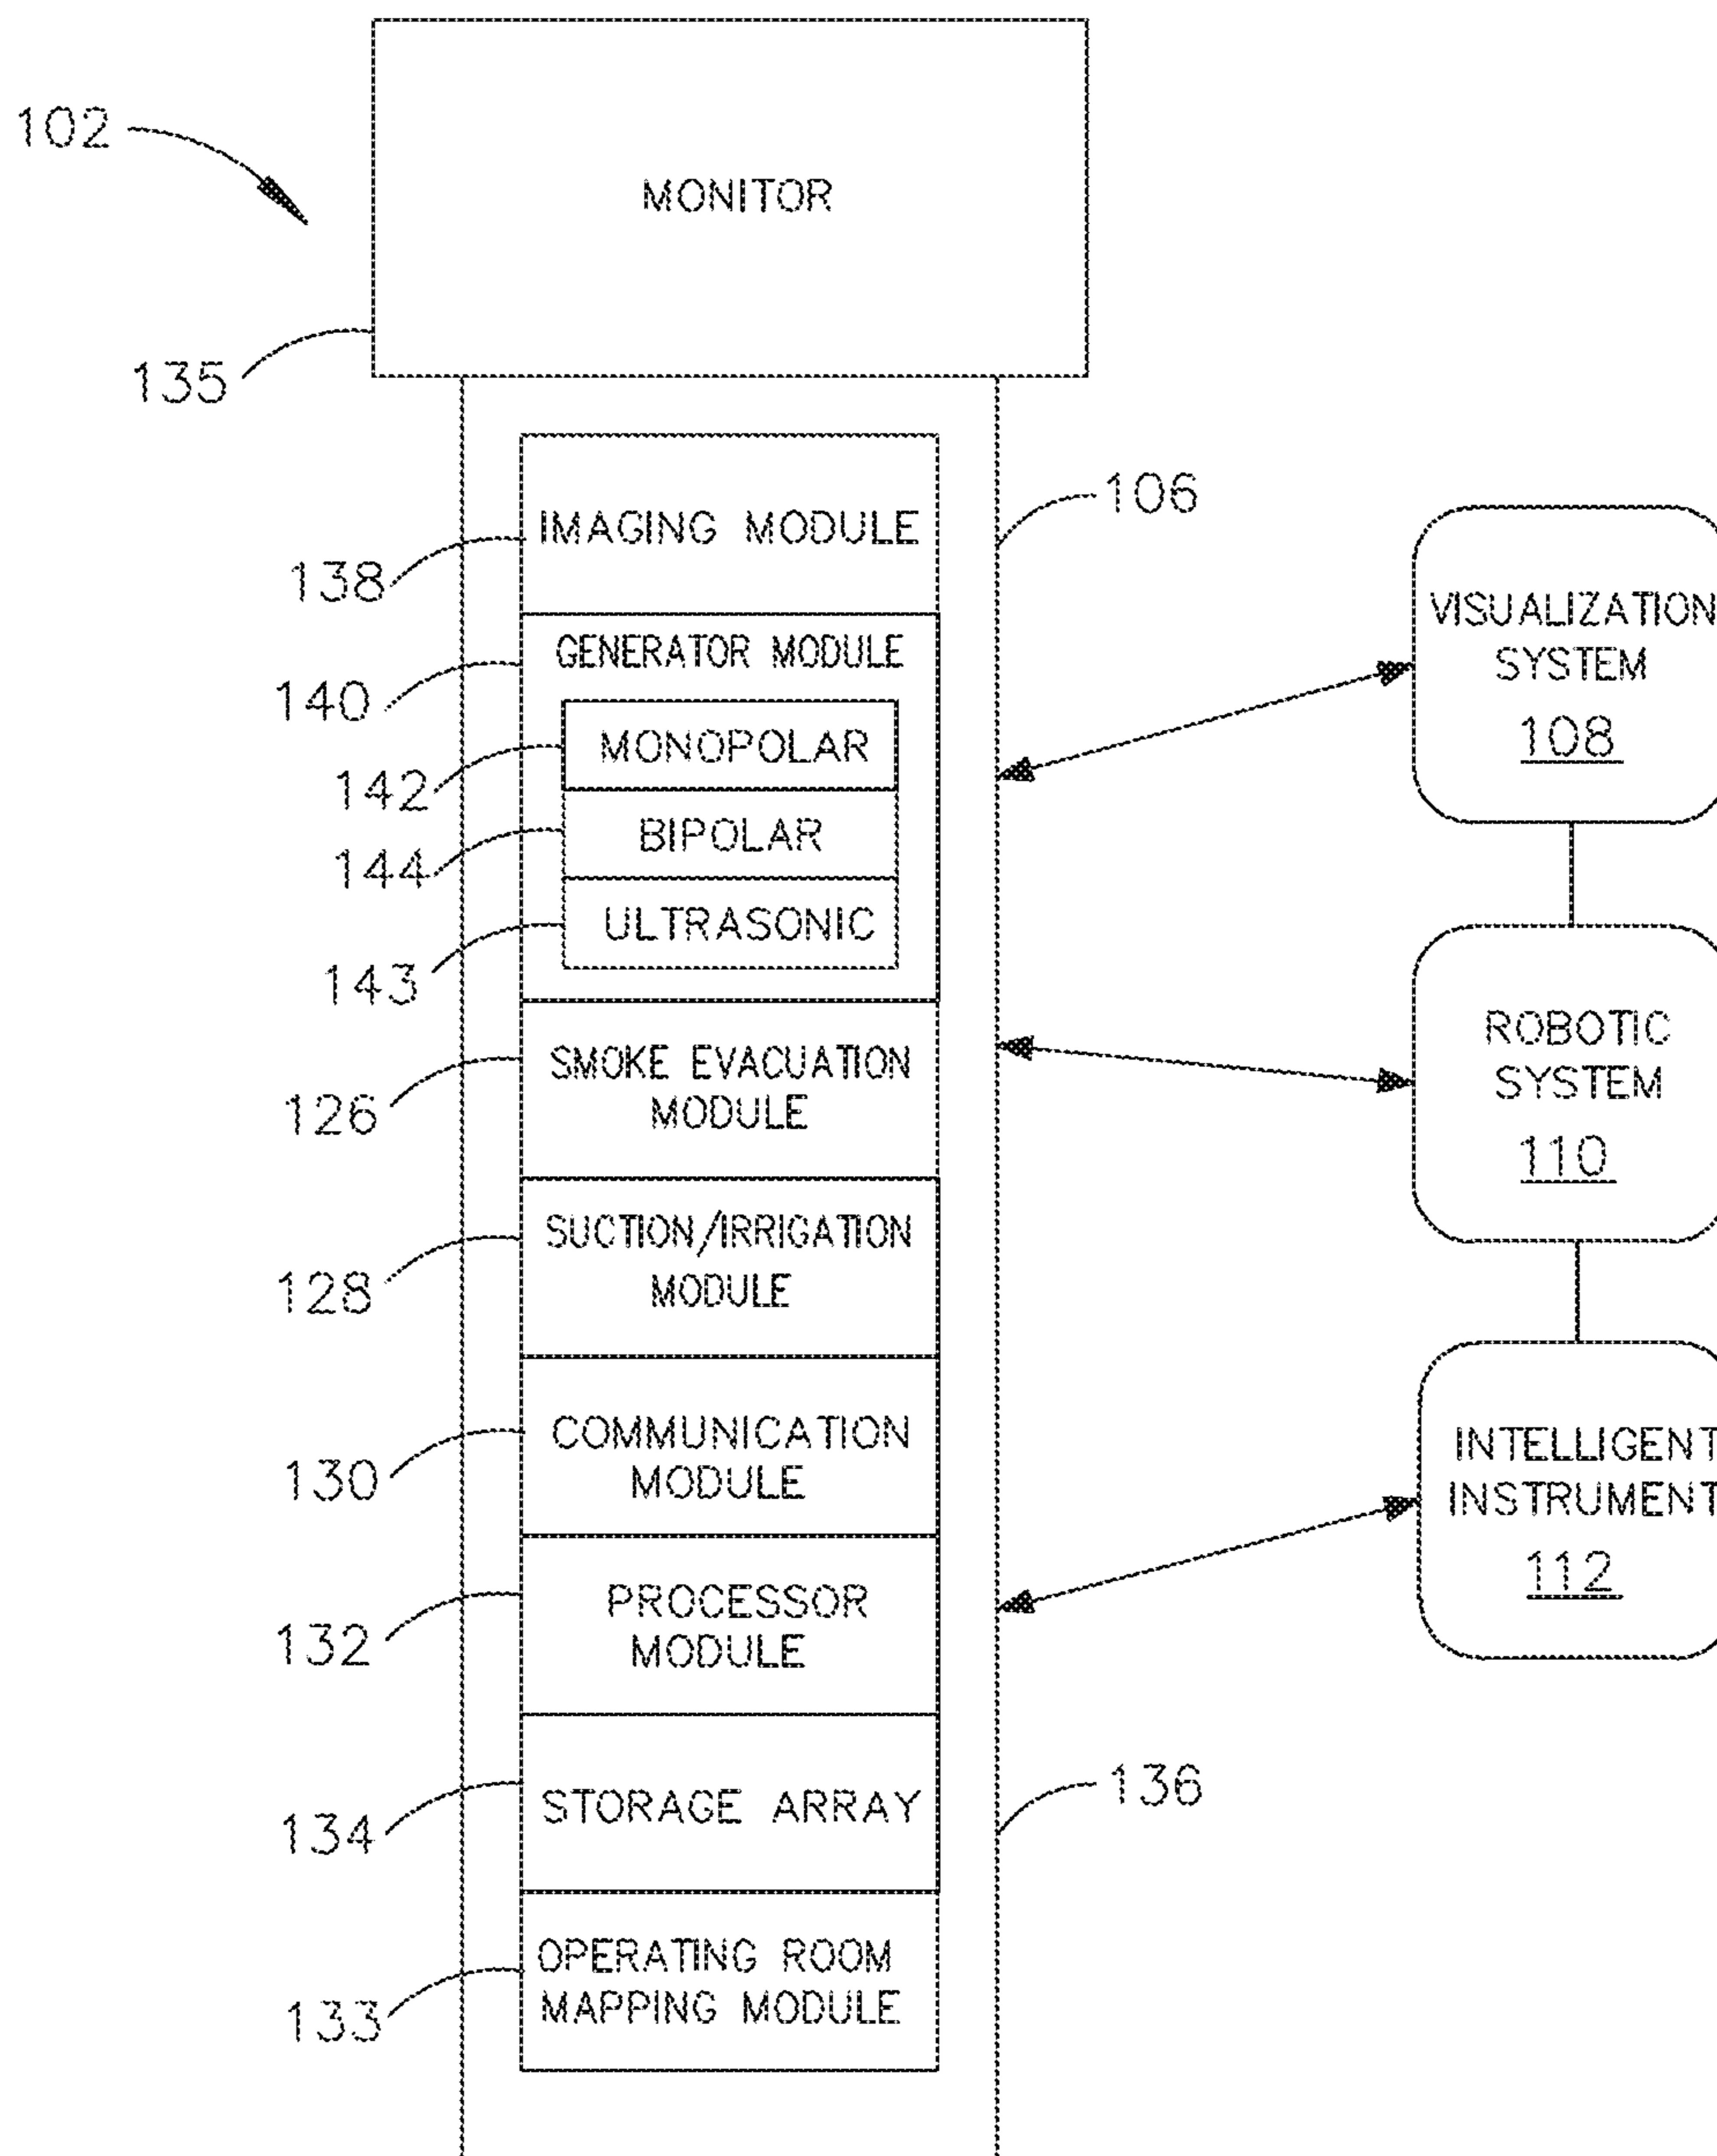 102
MONITOR
135
106
IMAGING MODULE
138
GENERATOR MODULE
140
MONOPOLAR
142
BIPOLAR
144
ULTRASONIC
143
SMOKE EVACUATION
MODULE
126
SUCTION/IRRIGATION
MODULE
128
COMMUNICATION
MODULE
130
PROCESSOR
MODULE
132
STORAGE ARRAY
134
136
OPERATING ROOM
MAPPING MODULE
133
VISUALIZATION
SYSTEM
108
ROBOTIC
SYSTEM
110
INTELLIGENT
INSTRUMENT
112